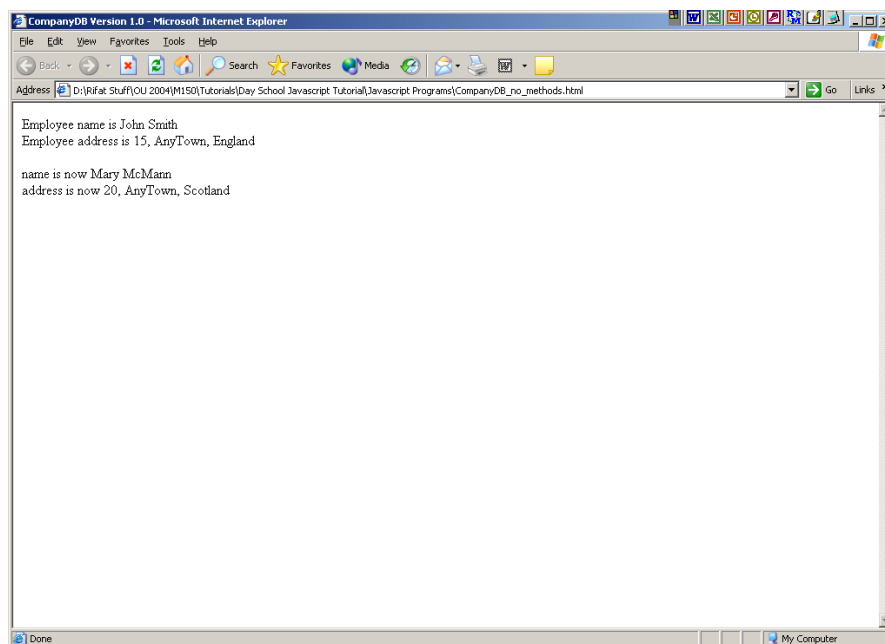 CompanyDB Version 1.0 - Microsoft Internet Explorer
File Edit View Favorites Tools Help
Back Search Favorites Media
Address D:\Rifat Stuff\OU 2004\M150\Tutorials\Day School Javascript Tutorial\Javascript Programs\CompanyDB_no_methods.html Go Links
Employee name is John Smith
Employee address is 15, AnyTown, England
name is now Mary McMann
address is now 20, AnyTown, Scotland
Done My Computer